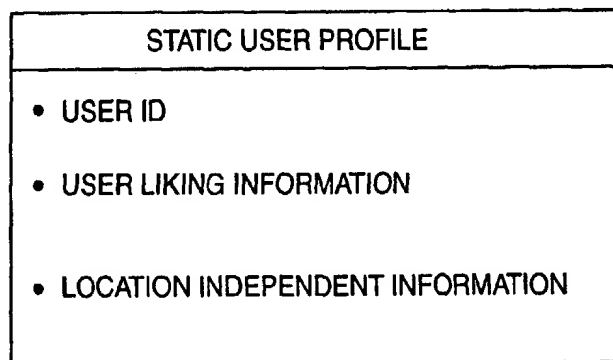 STATIC USER PROFILE
• USER ID
• USER LIKING INFORMATION
• LOCATION INDEPENDENT INFORMATION